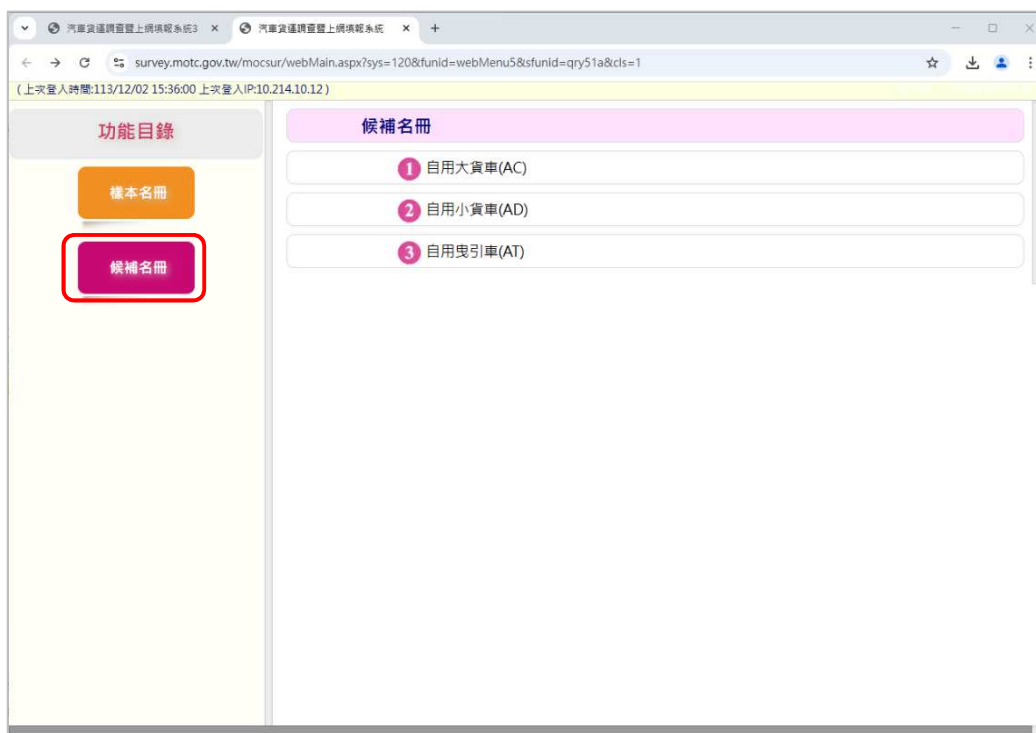 汽車貨運調查暨上網填報系統3
汽車貨運調查暨上網填報系統
survey.motc.gov.tw/mocsur/webMain.aspx?sys=120&funid=webMenu5&sfunid=qry51a&cls=1
(上次登入時間:113/12/02 15:36:00 上次登入IP:10.214.10.12)
功能目錄
樣本名冊
候補名冊
候補名冊
1 自用大貨車(AC)
2 自用小貨車(AD)
3 自用曳引車(AT)